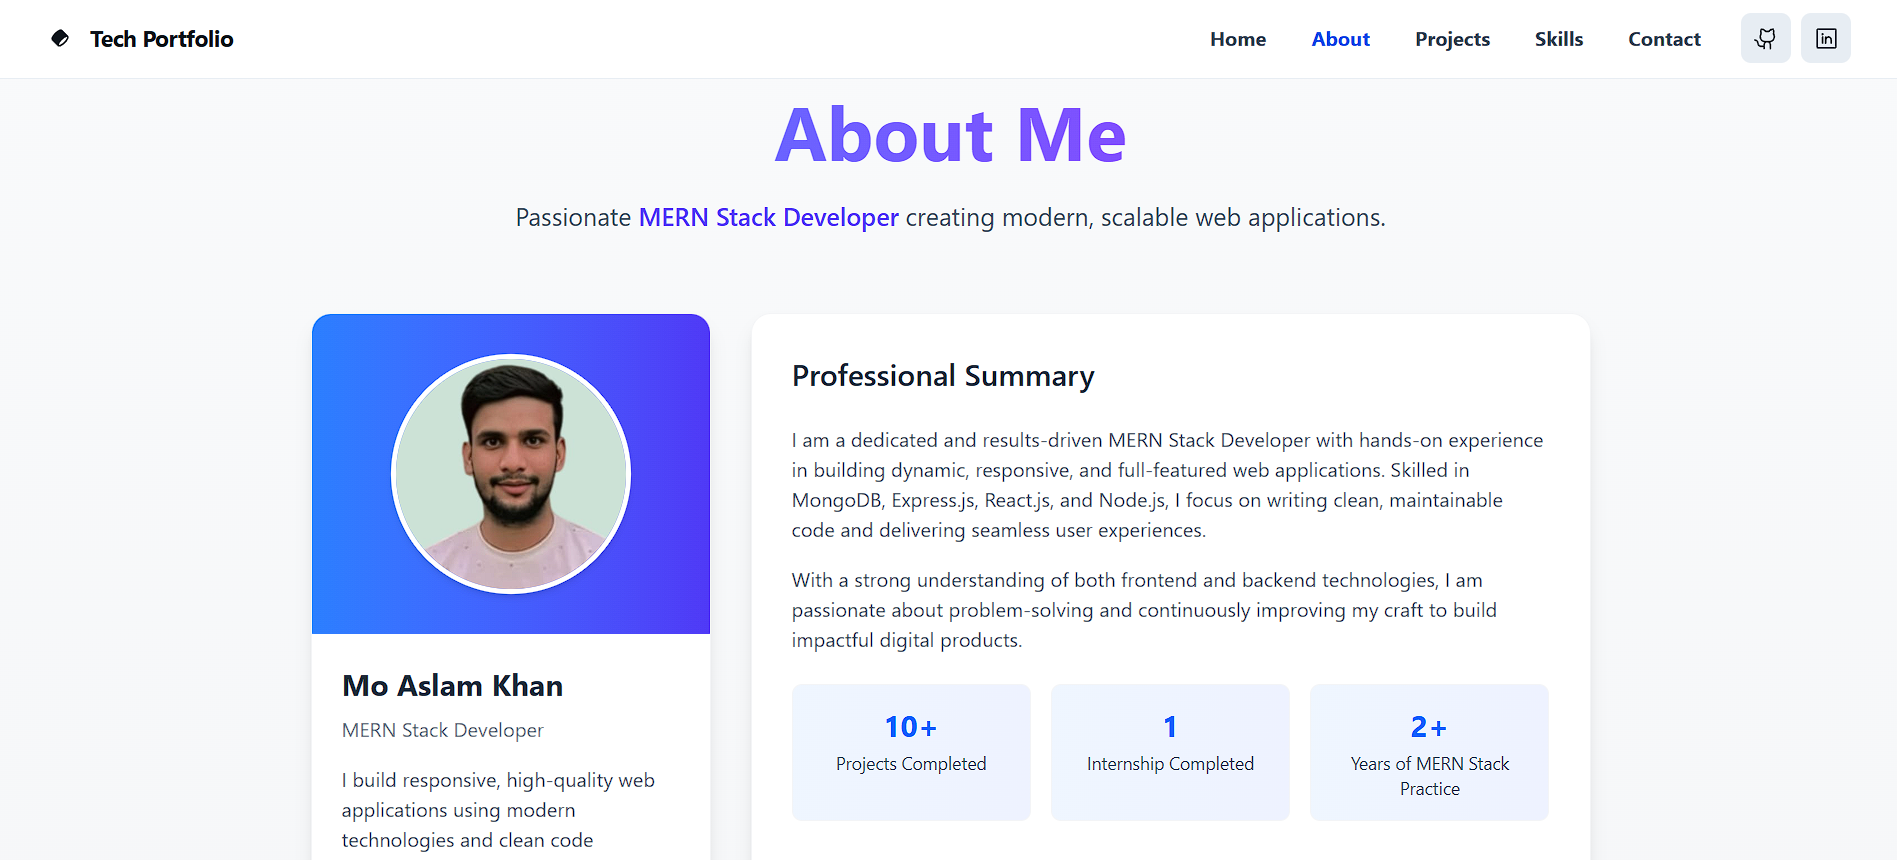 Tech Portfolio
Home
About
Projects
Skills
Contact
in
About Me
Passionate MERN Stack Developer creating modern, scalable web applications.
Mo Aslam Khan
MERN Stack Developer
I build responsive, high-quality web
applications using modern
technologies and clean code
Professional Summary
I am a dedicated and results-driven MERN Stack Developer with hands-on experience
in building dynamic, responsive, and full-featured web applications. Skilled in
MongoDB, Express.js, React.js, and Node.js, I focus on writing clean, maintainable
code and delivering seamless user experiences.
With a strong understanding of both frontend and backend technologies, I am
passionate about problem-solving and continuously improving my craft to build
impactful digital products.
10+
Projects Completed
1
Internship Completed
2+
Years of MERN Stack
Practice